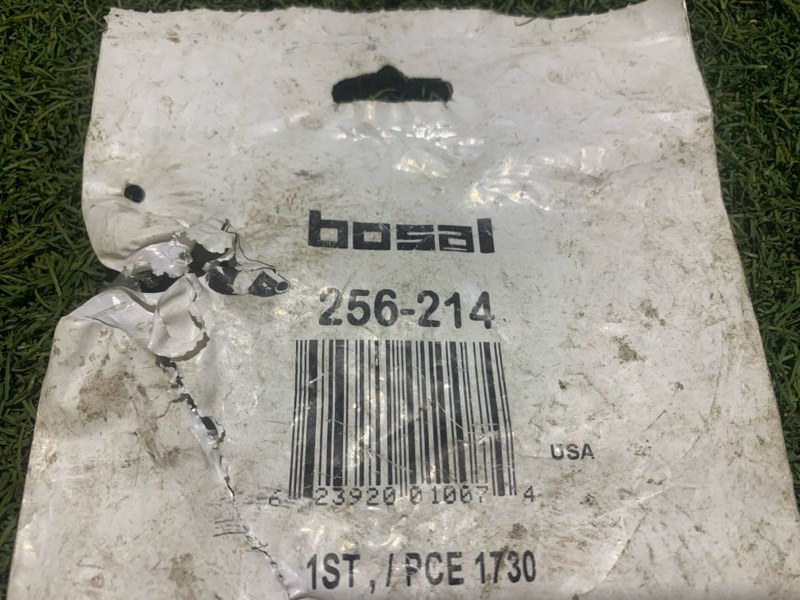 bosal
256-214
USA
6 23920 01007 4
1ST , / PCE 1730